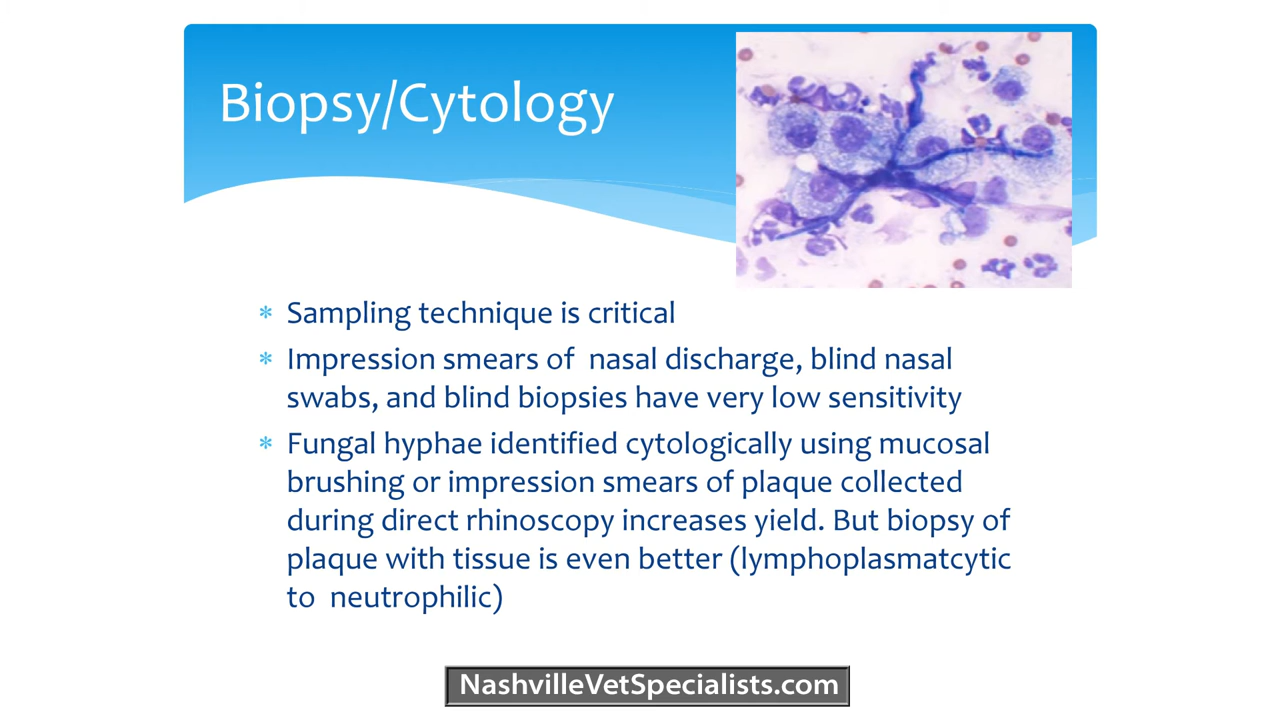 Biopsy/Cytology
* Sampling technique is critical
* Impression smears of nasal discharge, blind nasal
swabs, and blind biopsies have very low sensitivity
* Fungal hyphae identified cytologically using mucosal
brushing or impression smears of plaque collected
during direct rhinoscopy increases yield. But biopsy of
plaque with tissue is even better (lymphoplasmatcytic
to neutrophilic)
NashvilleVetSpecialists.com